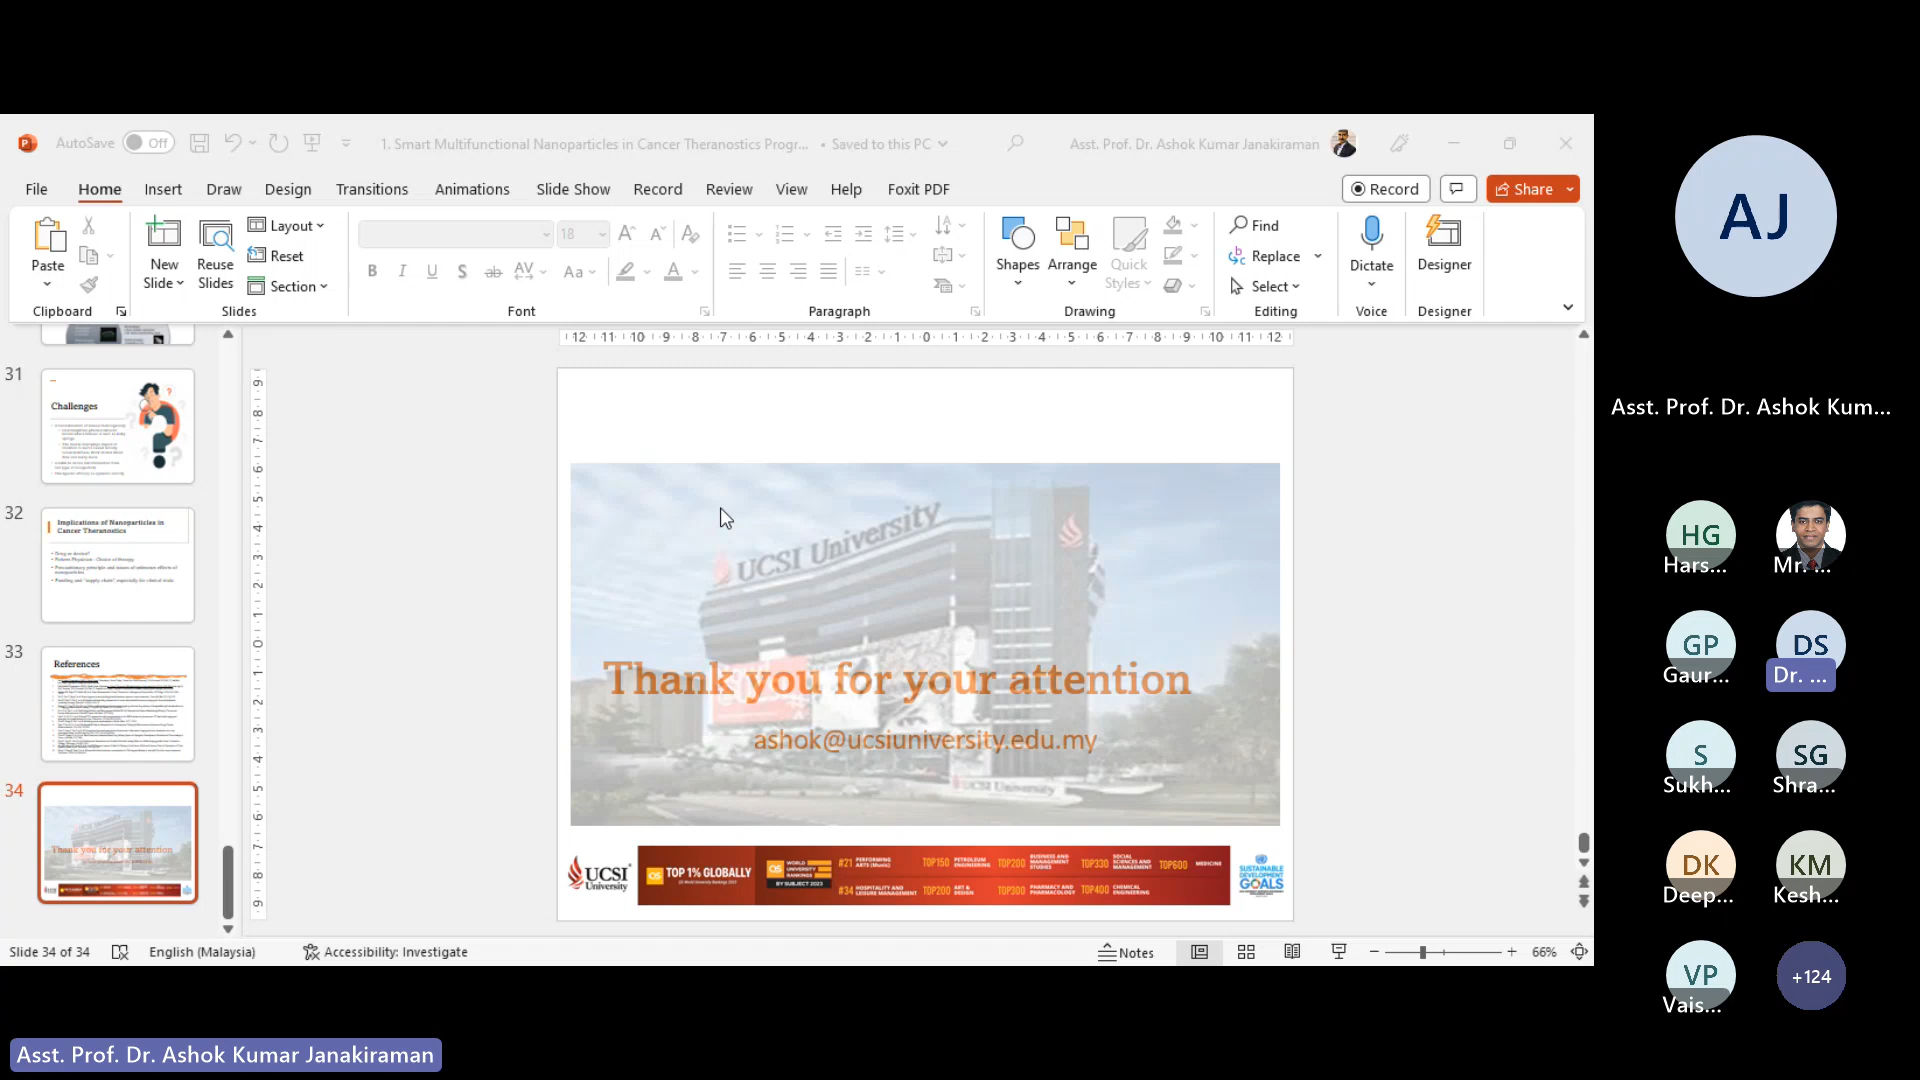 AutoSave Off
1. Smart Multifunctional Nanoparticles in Cancer Theranostics Progr... • Saved to this PC
Asst. Prof. Dr. Ashok Kumar Janakiraman
File Home Insert Draw Design Transitions Animations Slide Show Record Review View Help Foxit PDF
Record
Share
Paste
New Slide
Reuse Slides
Layout
Reset
Section
18
Shapes
Arrange
Quick Styles
Find
Replace
Select
Dictate
Designer
Clipboard
Slides
Font
Paragraph
Drawing
Editing
Voice
Designer
31
Challenges
32
Implications of Nanoparticles in
Cancer Theranostics
33
References
34
Thank you for your attention
UCSI University
Thank you for your attention
ashok@ucsiuniversity.edu.my
UCSI University
UCSI University
TOP 1% GLOBALLY
QS WORLD UNIVERSITY RANKINGS
BY SUBJECT 2023
#21 PERFORMING ARTS (Music)
TOP150 PETROLEUM ENGINEERING
TOP200 BUSINESS AND MANAGEMENT STUDIES
TOP330 SOCIAL SCIENCES AND MANAGEMENT
TOP600 MEDICINE
#34 HOSPITALITY AND LEISURE MANAGEMENT
TOP200 ART & DESIGN
TOP300 PHARMACY AND PHARMACOLOGY
TOP400 CHEMICAL ENGINEERING
SUSTAINABLE DEVELOPMENT GOALS
Slide 34 of 34
English (Malaysia)
Accessibility: Investigate
Notes
66%
AJ
Asst. Prof. Dr. Ashok Kum...
HG
Hars...
Mr. ...
GP
Gaur...
DS
Dr. ...
S
Sukh...
SG
Shra...
DK
Deep...
KM
Kesh...
VP
Vais...
+124
Asst. Prof. Dr. Ashok Kumar Janakiraman